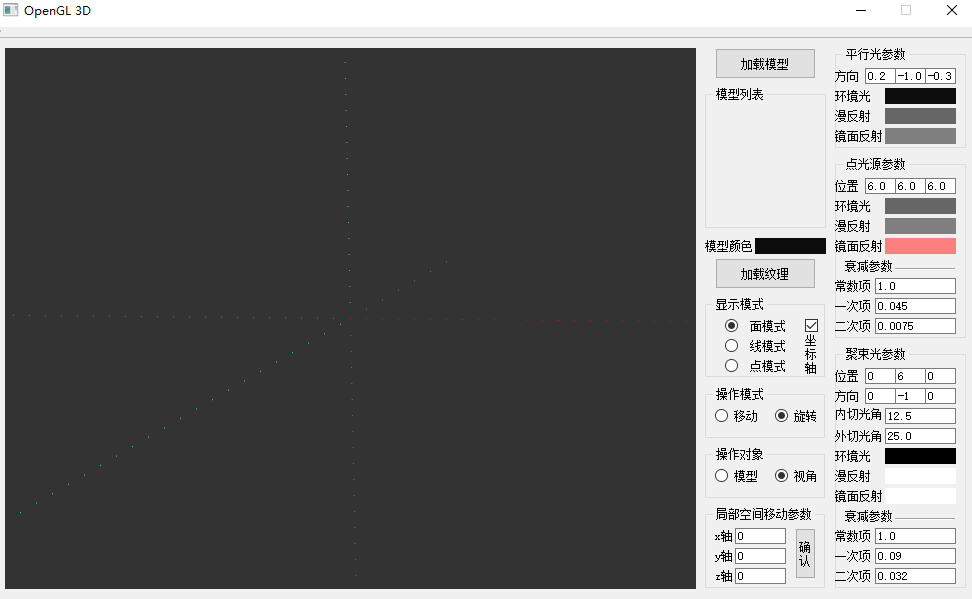 OpenGL 3D
加载模型
模型列表
模型颜色
加载纹理
显示模式
面模式
线模式
点模式
坐标轴
操作模式
移动 旋转
操作对象
模型 视角
局部空间移动参数
x轴 0
y轴 0
z轴 0
确认
平行光参数
方向 0.2 -1.0 -0.3
环境光
漫反射
镜面反射
点光源参数
位置 6.0 6.0 6.0
环境光
漫反射
镜面反射
衰减参数
常数项 1.0
一次项 0.045
二次项 0.0075
聚束光参数
位置 0 6 0
方向 0 -1 0
内切光角 12.5
外切光角 25.0
环境光
漫反射
镜面反射
衰减参数
常数项 1.0
一次项 0.09
二次项 0.032